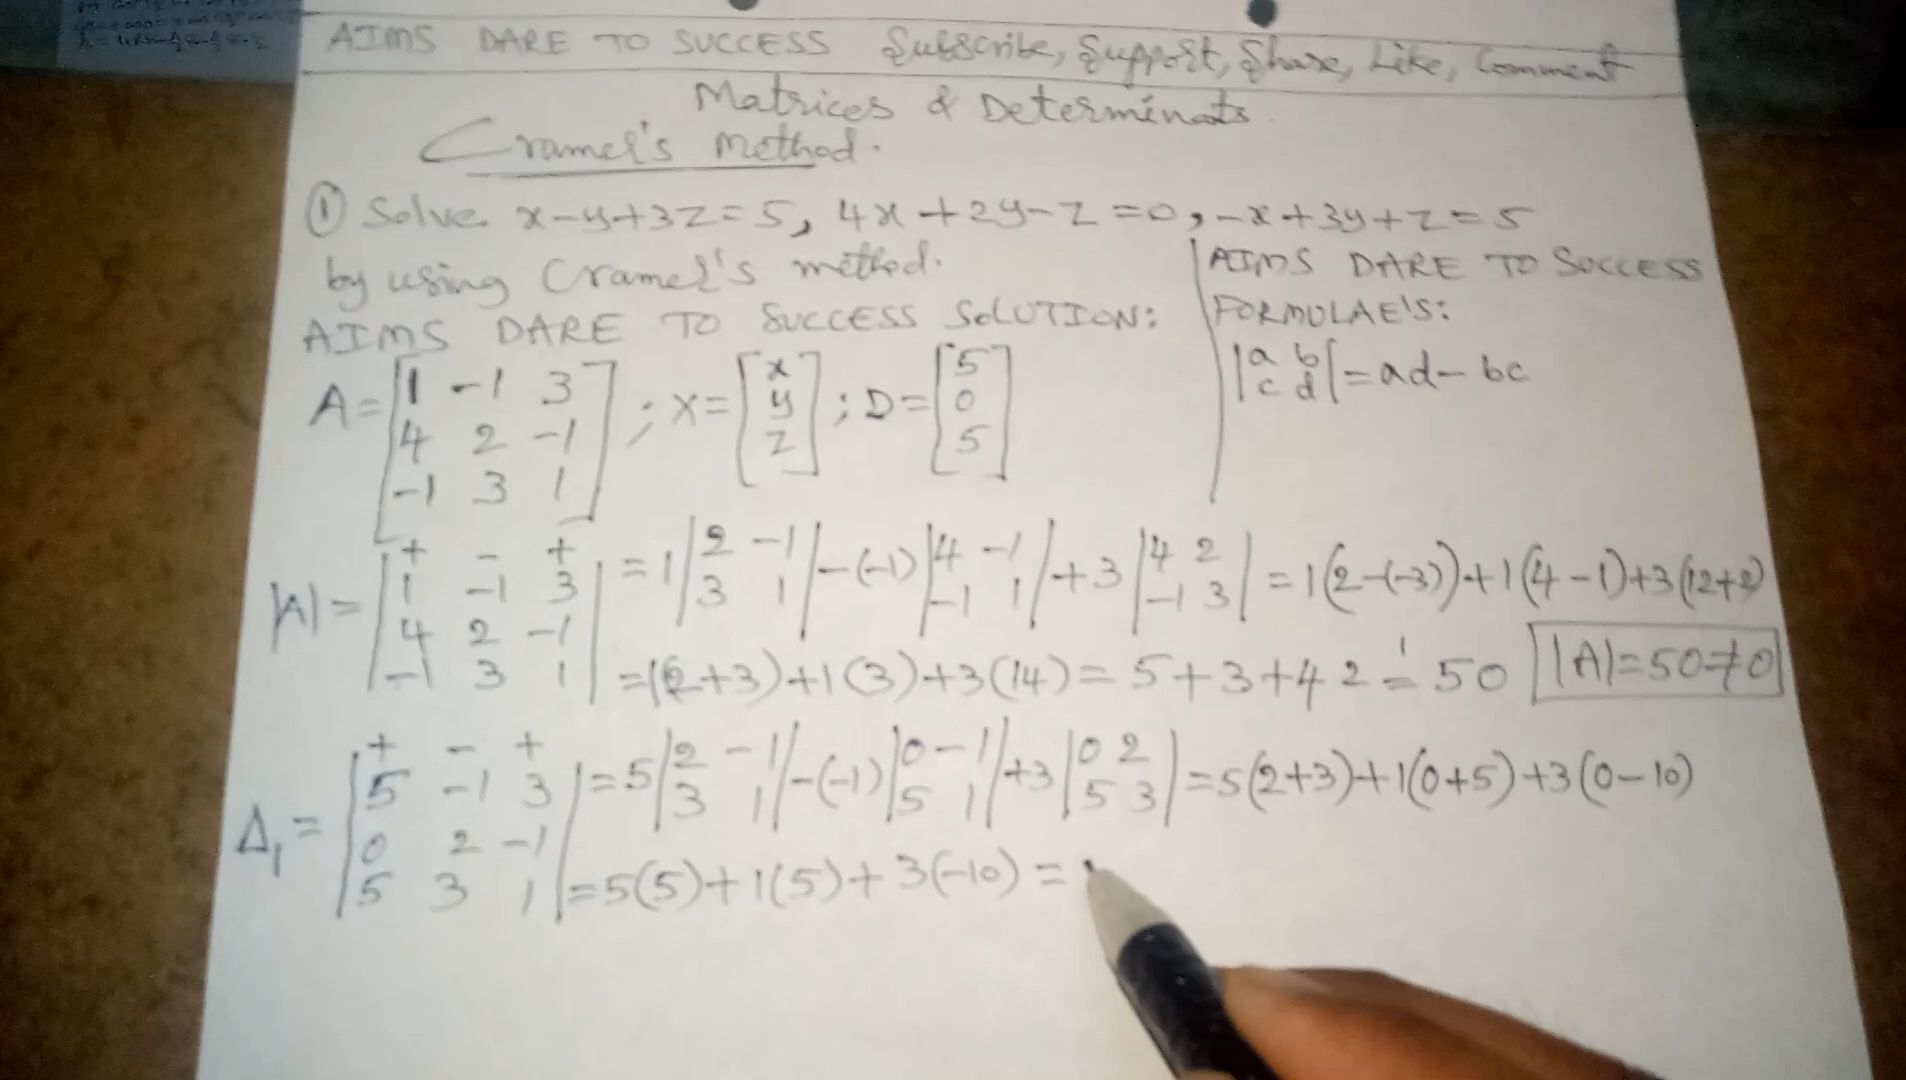 AIMS DARE TO SUCCESS Subscribe, Support, Share, Like, Comment
Matrices & Determinats.
Cramer's Method.
① Solve x-y+3z=5, 4x+2y-z=0, -x+3y+z=5
by using Cramer's method.
AIMS DARE TO SUCCESS SOLUTION:
AIMS DARE TO SUCCESS
FORMULAE'S:
|a b|
|c d| = ad-bc
A = [1 -1 3] ; X = [x] ; D = [5]
[4 2 -1] [y] [0]
[-1 3 1] [z] [5]
+ - +
|A| = |1 -1 3| = 1|2 -1| -(-1)|4 -1| +3|4 2| = 1(2-(-3))+1(4-1)+3(12+2)
|4 2 -1| |3 1| |-1 1| |-1 3|
|-1 3 1| = 1(2+3)+1(3)+3(14) = 5+3+42 = 50 |A|=50≠0
+ - +
Δ₁ = |5 -1 3| = 5|2 -1| -(-1)|0 -1| +3|0 2| = 5(2+3)+1(0+5)+3(0-10)
|0 2 -1| |3 1| |5 1| |5 3|
|5 3 1| = 5(5)+1(5)+3(-10) =